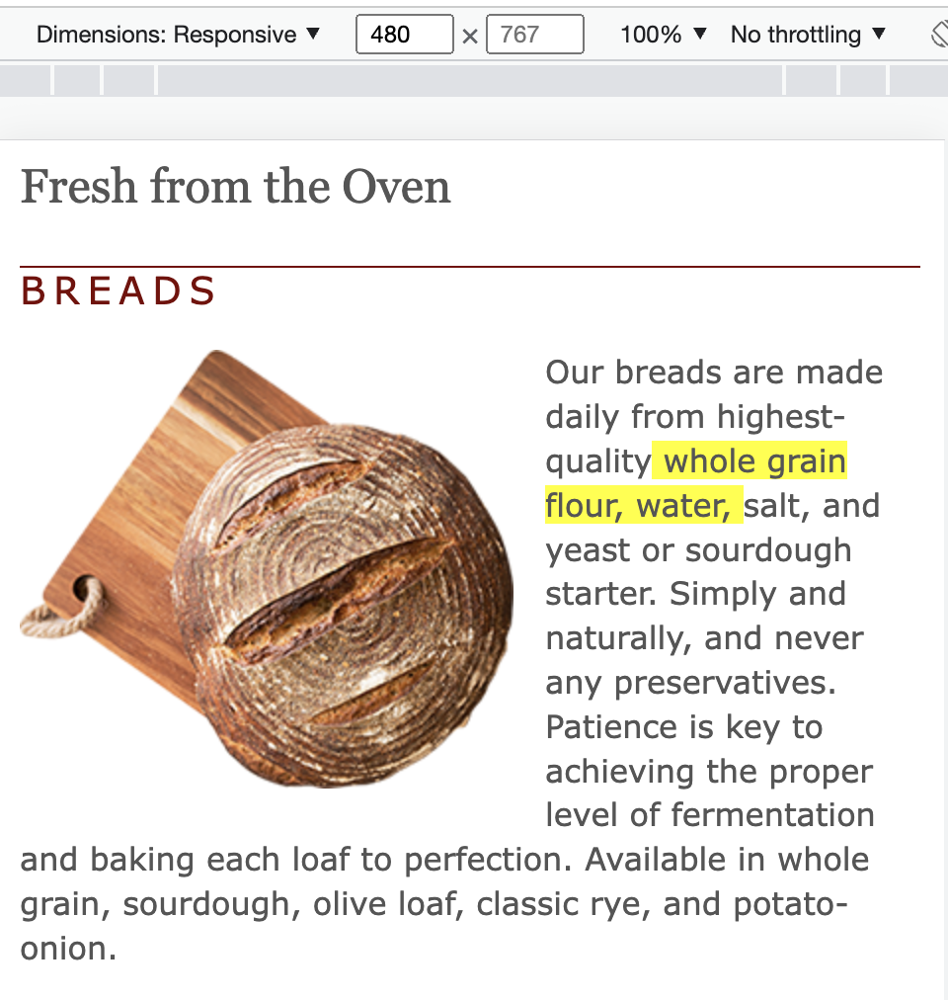 Dimensions: Responsive ▼ 480 × 767 100% ▼ No throttling ▼
Fresh from the Oven
BREADS
Our breads are made
daily from highest-
quality whole grain
flour, water, salt, and
yeast or sourdough
starter. Simply and
naturally, and never
any preservatives.
Patience is key to
achieving the proper
level of fermentation
and baking each loaf to perfection. Available in whole
grain, sourdough, olive loaf, classic rye, and potato-
onion.